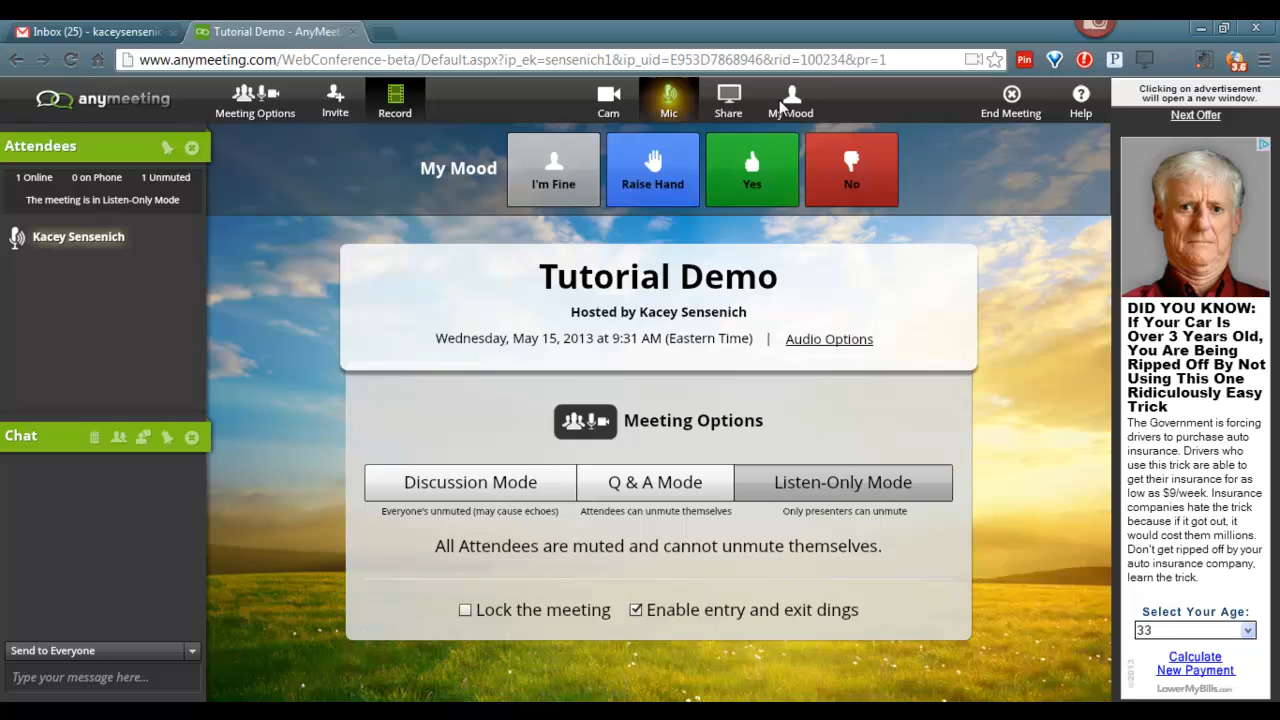 Inbox (25) - kaceysenseni
Tutorial Demo - AnyMeet
www.anymeeting.com/WebConference-beta/Default.aspx?ip_ek=sensenich1&ip_uid=E953D7868946&rid=100234&pr=1
Pin
P
3.6
anymeeting
Meeting Options
Invite
Record
Cam
Mic
Share
My Mood
End Meeting
Help
Clicking on advertisement
will open a new window.
Next Offer
Attendees
1 Online
0 on Phone
1 Unmuted
The meeting is in Listen-Only Mode
Kacey Sensenich
My Mood
I'm Fine
Raise Hand
Yes
No
Tutorial Demo
Hosted by Kacey Sensenich
Wednesday, May 15, 2013 at 9:31 AM (Eastern Time) | Audio Options
Meeting Options
Discussion Mode
Q & A Mode
Listen-Only Mode
Everyone's unmuted (may cause echoes)
Attendees can unmute themselves
Only presenters can unmute
All Attendees are muted and cannot unmute themselves.
Lock the meeting
Enable entry and exit dings
Chat
Send to Everyone
Type your message here...
DID YOU KNOW:
If Your Car Is
Over 3 Years Old,
You Are Being
Ripped Off By Not
Using This One
Ridiculously Easy
Trick
The Government is forcing
drivers to purchase auto
insurance. Drivers who
use this trick are able to
get their insurance for as
low as $9/week. Insurance
companies hate the trick
because if it got out, it
would cost them millions.
Don't get ripped off by your
auto insurance company,
learn the trick.
Select Your Age:
33
Calculate
New Payment
©2013
LowerMyBills.com